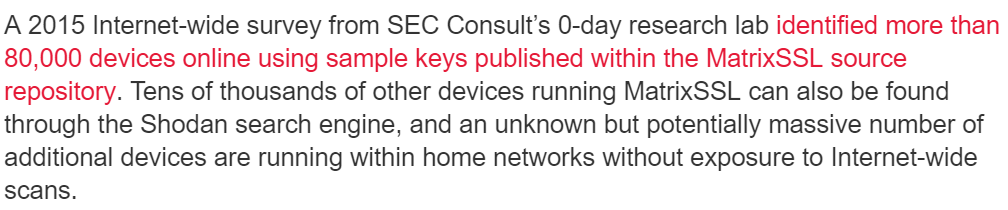 A 2015 Internet-wide survey from SEC Consult’s 0-day research lab identified more than
80,000 devices online using sample keys published within the MatrixSSL source
repository. Tens of thousands of other devices running MatrixSSL can also be found
through the Shodan search engine, and an unknown but potentially massive number of
additional devices are running within home networks without exposure to Internet-wide
scans.